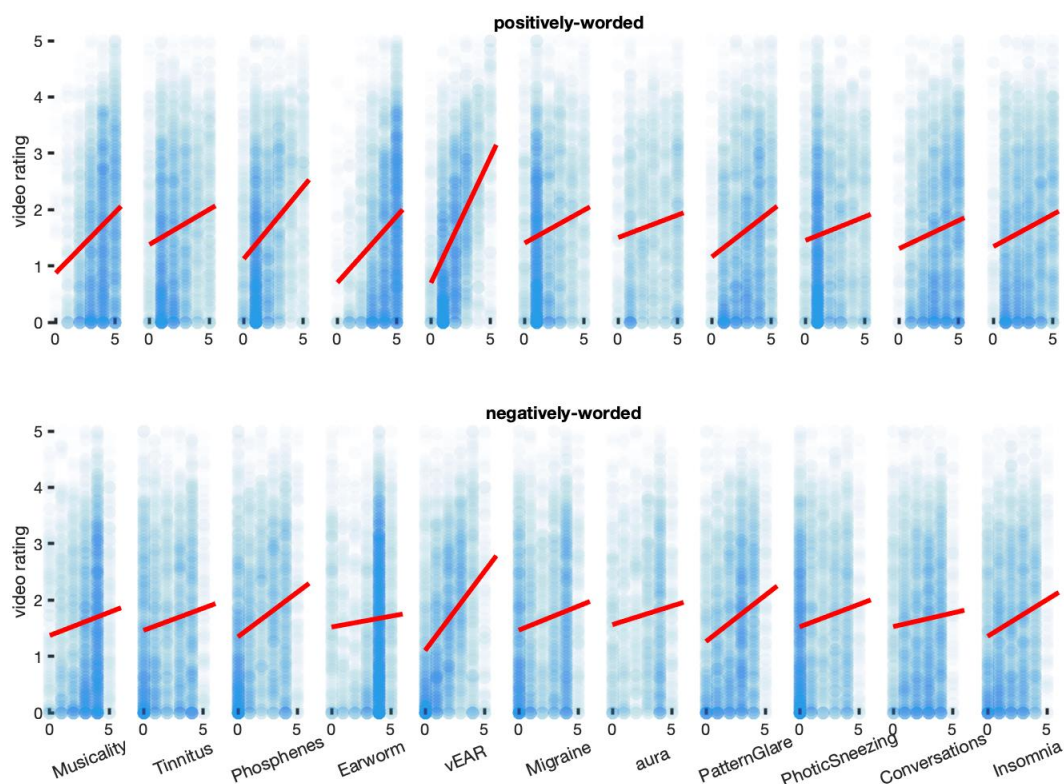 positively-worded
5
4
3
2
1
0
video rating
0 5 0 5 0 5 0 5 0 5 0 5 0 5 0 5 0 5 0 5 0 5
negatively-worded
5
4
3
2
1
0
video rating
0 5 0 5 0 5 0 5 0 5 0 5 0 5 0 5 0 5 0 5 0 5
Musicality Tinnitus Phosphenes Earworm vEAR Migraine aura PatternGlare PhoticSneezing Conversations Insomnia